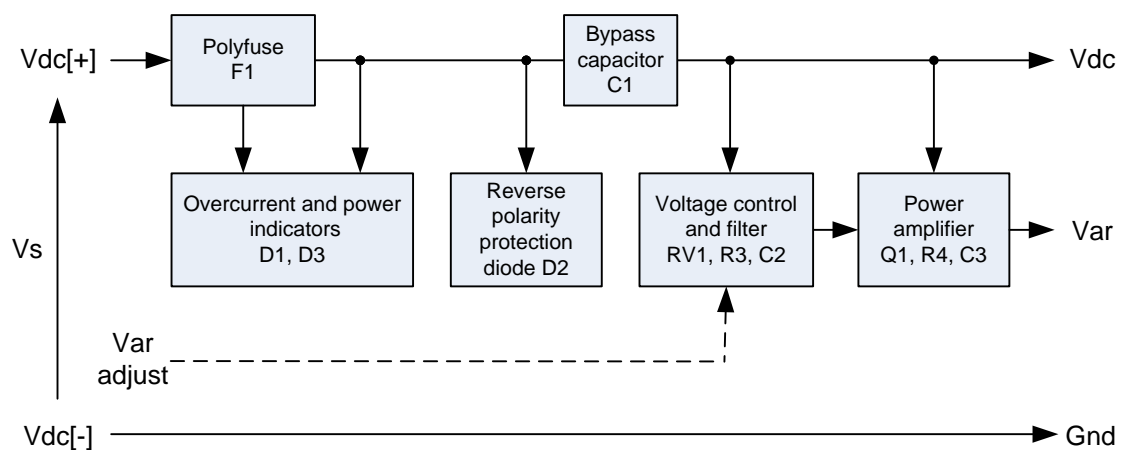 Vdc[+]
Polyfuse
F1
Bypass
capacitor
C1
Vdc
Vs
Overcurrent and power
indicators
D1, D3
Reverse
polarity
protection
diode D2
Voltage control
and filter
RV1, R3, C2
Power
amplifier
Q1, R4, C3
Var
Var
adjust
Vdc[-]
Gnd